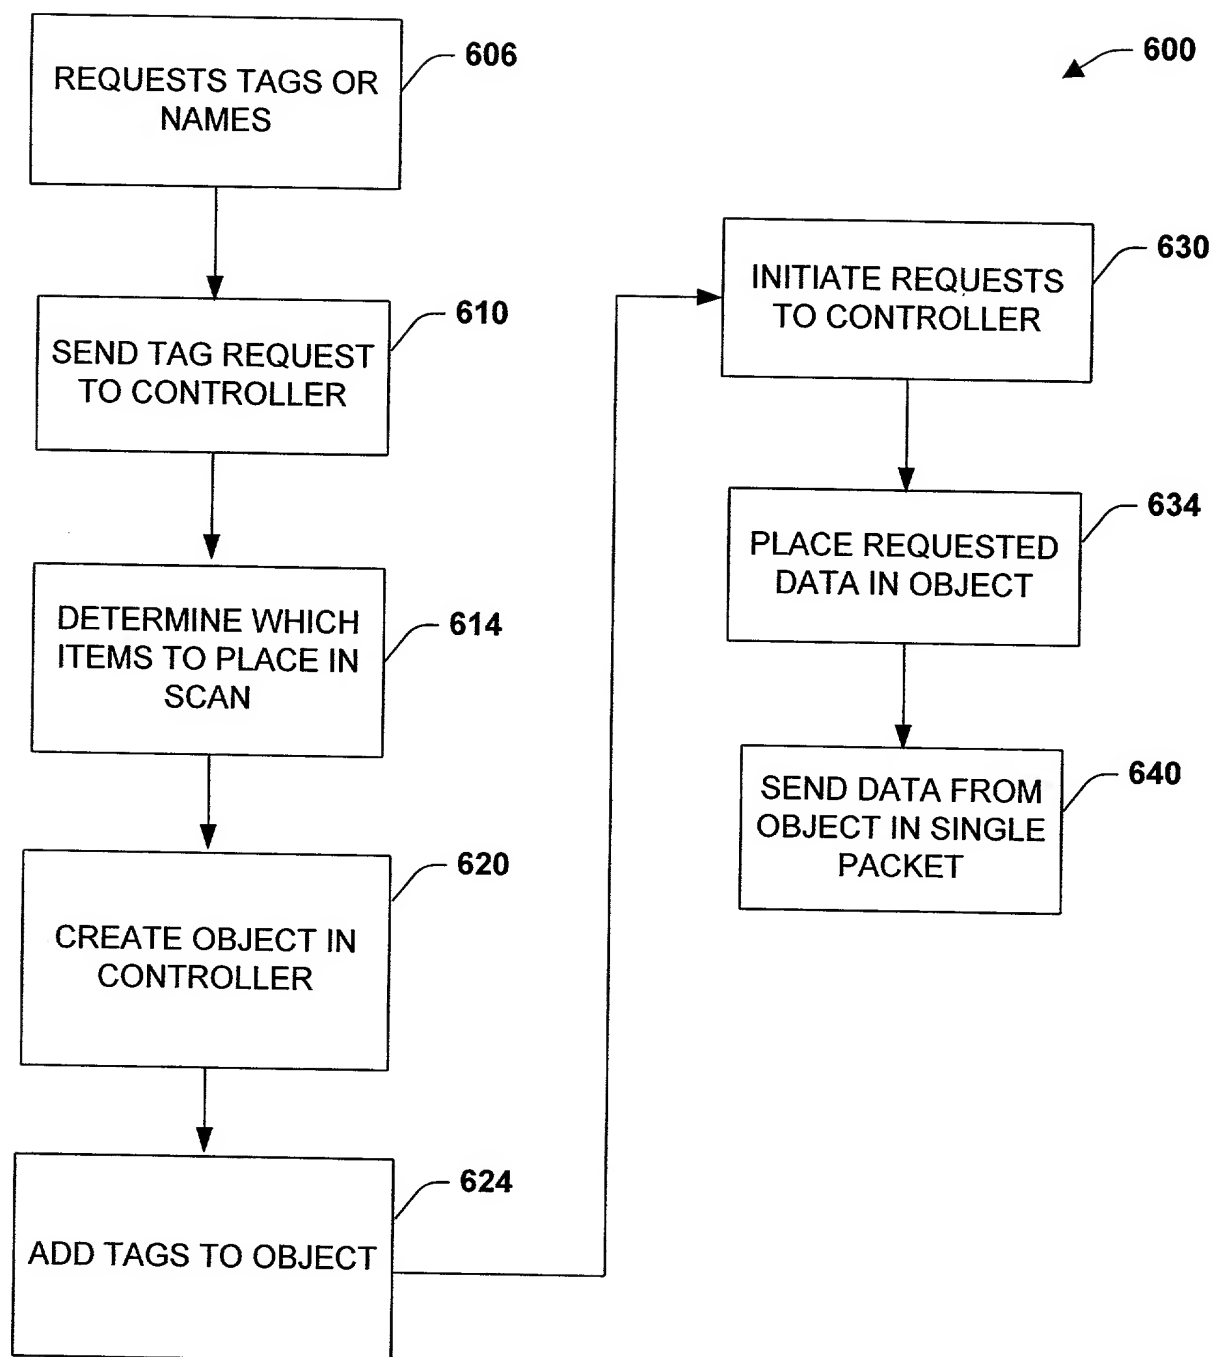 606
REQUESTS TAGS OR
NAMES
600
610
SEND TAG REQUEST
TO CONTROLLER
614
DETERMINE WHICH
ITEMS TO PLACE IN
SCAN
620
CREATE OBJECT IN
CONTROLLER
624
ADD TAGS TO OBJECT
630
INITIATE REQUESTS
TO CONTROLLER
634
PLACE REQUESTED
DATA IN OBJECT
640
SEND DATA FROM
OBJECT IN SINGLE
PACKET